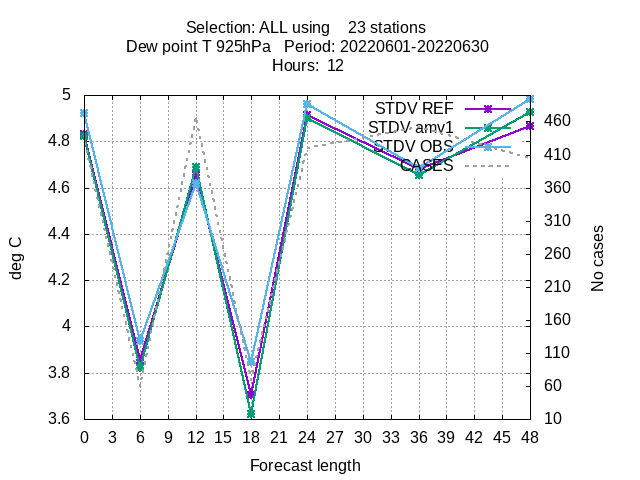 Selection: ALL using    23 stations
Dew point T 925hPa   Period: 20220601-20220630
Hours:  12
STDV REF
STDV amv1
STDV OBS
CASES
5
4.8
4.6
4.4
4.2
4
3.8
3.6
460
410
360
310
260
210
160
110
60
10
deg C
No cases
0 3 6 9 12 15 18 21 24 27 30 33 36 39 42 45 48
Forecast length